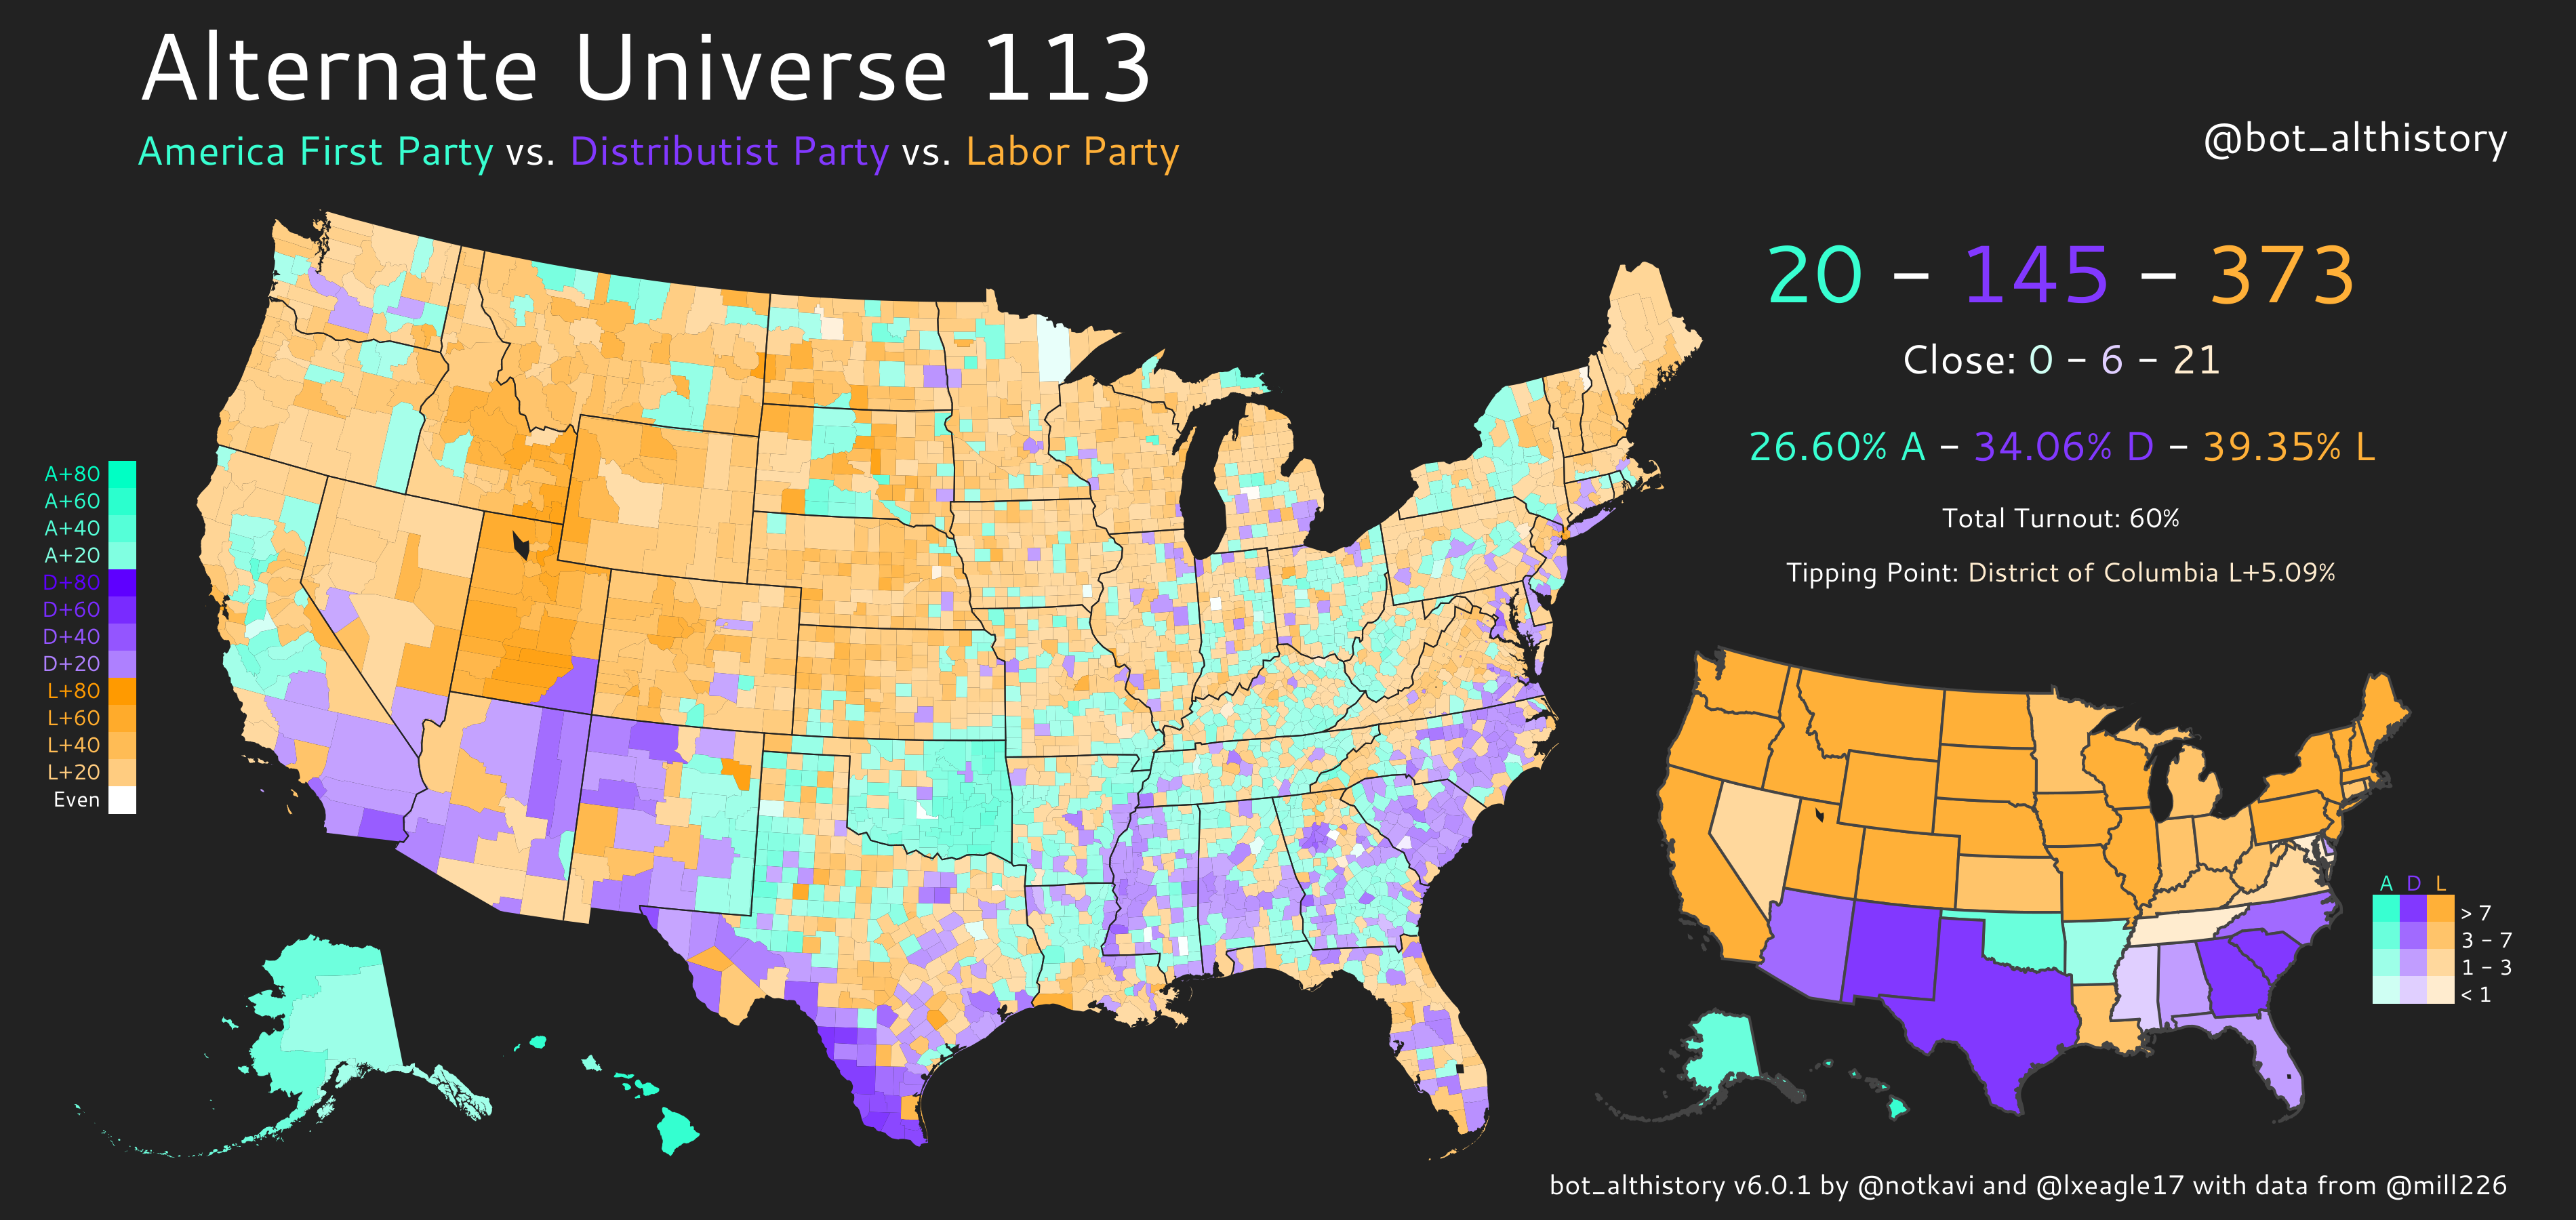 Alternate Universe 113
America First Party vs. Distributist Party vs. Labor Party
@bot_althistory
20 - 145 - 373
Close: 0 - 6 - 21
26.60% A - 34.06% D - 39.35% L
Total Turnout: 60%
Tipping Point: District of Columbia L+5.09%
A+80
A+60
A+40
A+20
D+80
D+60
D+40
D+20
L+80
L+60
L+40
L+20
Even
A D L
> 7
3 - 7
1 - 3
< 1
bot_althistory v6.0.1 by @notkavi and @lxeagle17 with data from @mill226